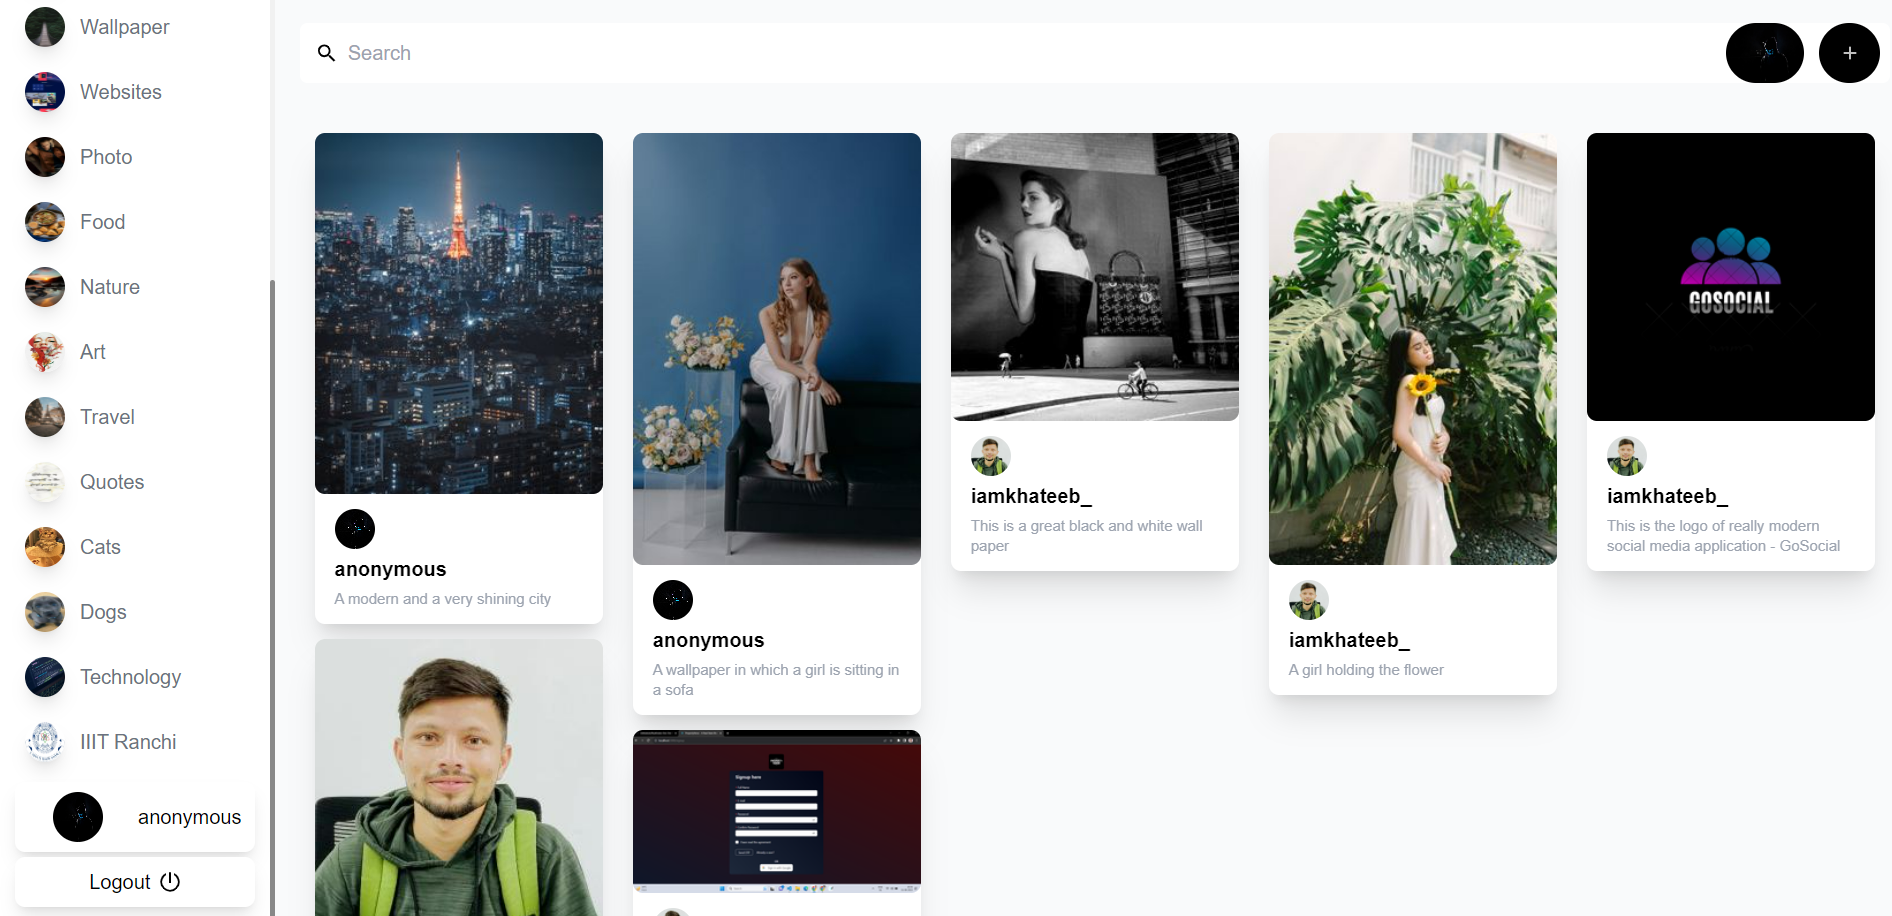 Wallpaper
Websites
Photo
Food
Nature
Art
Travel
Quotes
Cats
Dogs
Technology
IIIT Ranchi
anonymous
Logout
Search
+
anonymous
A modern and a very shining city
anonymous
A wallpaper in which a girl is sitting in
a sofa
Signup here
iamkhateeb_
This is a great black and white wall
paper
iamkhateeb_
A girl holding the flower
GOSOCIAL
iamkhateeb_
This is the logo of really modern
social media application - GoSocial